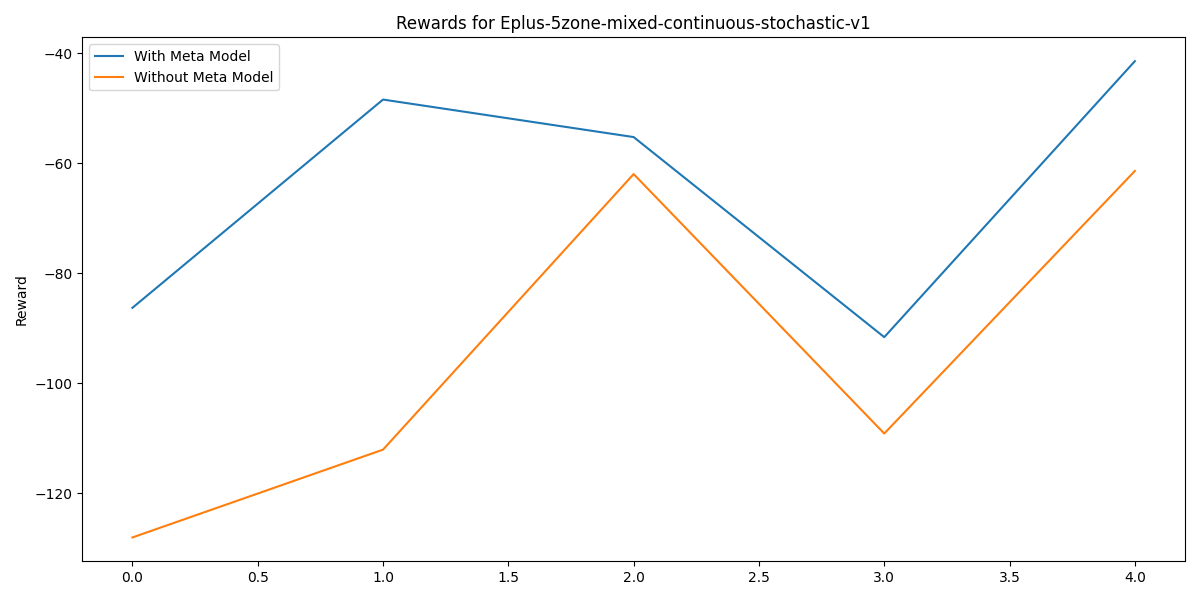 Rewards for Eplus-5zone-mixed-continuous-stochastic-v1
With Meta Model
Without Meta Model
Reward
−40
−60
−80
−100
−120
0.0 0.5 1.0 1.5 2.0 2.5 3.0 3.5 4.0